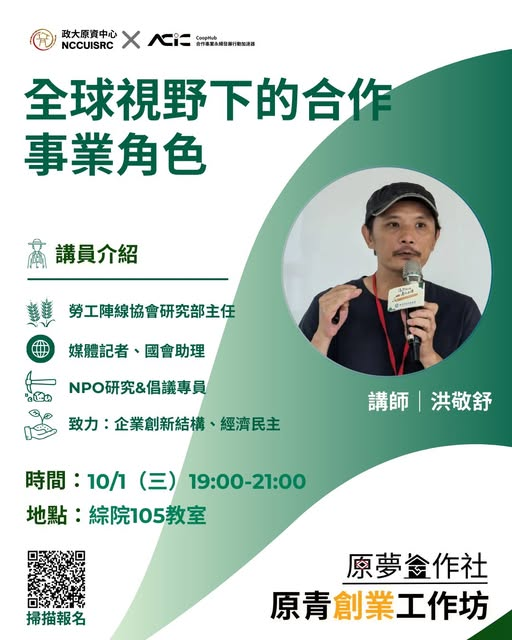 政大原資中心
NCCUISRC
ACiC
CoopHub
合作事業永續發展行動加速器
全球視野下的合作
事業角色
講員介紹
勞工陣線協會研究部主任
媒體記者、國會助理
NPO研究&倡議專員
致力：企業創新結構、經濟民主
講師｜洪敬舒
時間：10/1（三）19:00-21:00
地點：綜院105教室
掃描報名
原夢合作社
原青創業工作坊